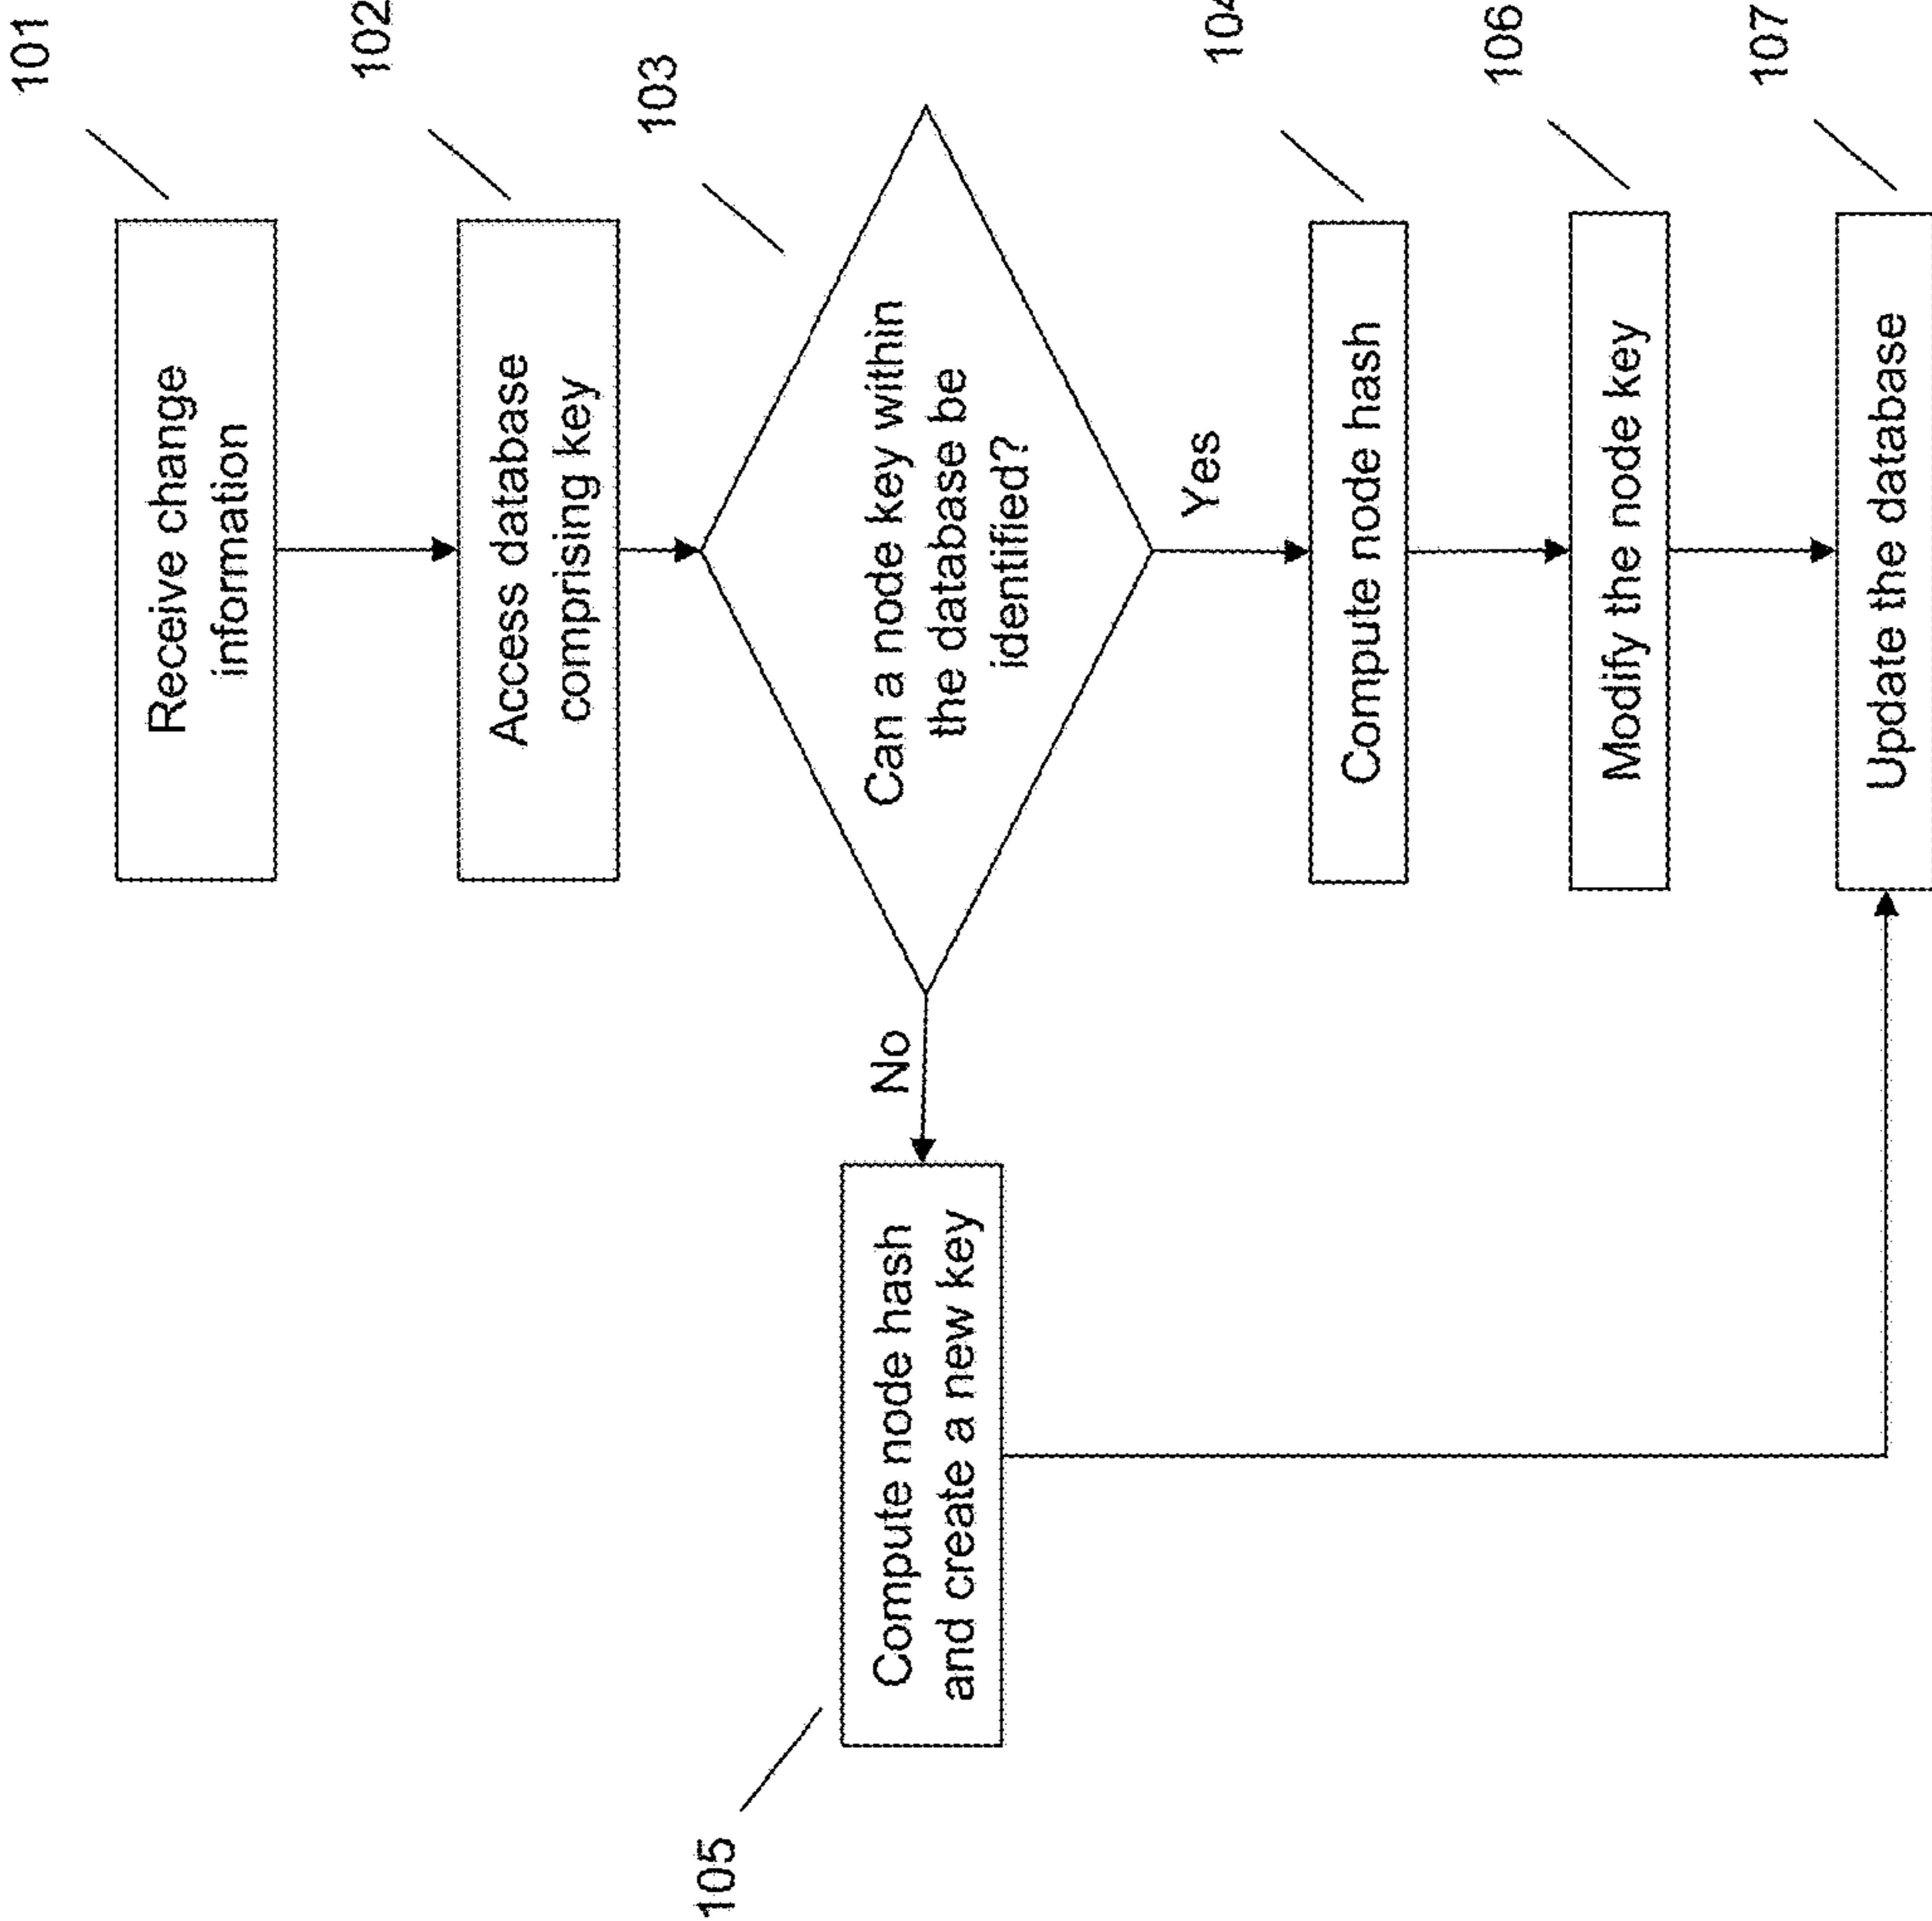 101
Receive change
information
102
Access database
comprising key
103
Can a node key within
the database be
identified?
No
Yes
105
Compute node hash
and create a new key
104
Compute node hash
106
Modify the node key
107
Update the database